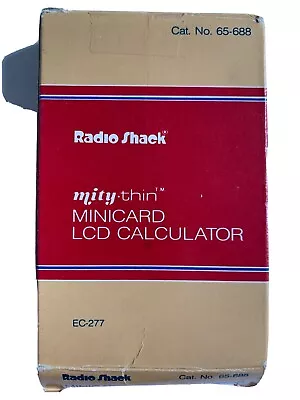 Cat. No. 65-688
Radio Shack®
mity-thin™
MINICARD
LCD CALCULATOR
EC-277
Radio Shack Cat. No. 65-688